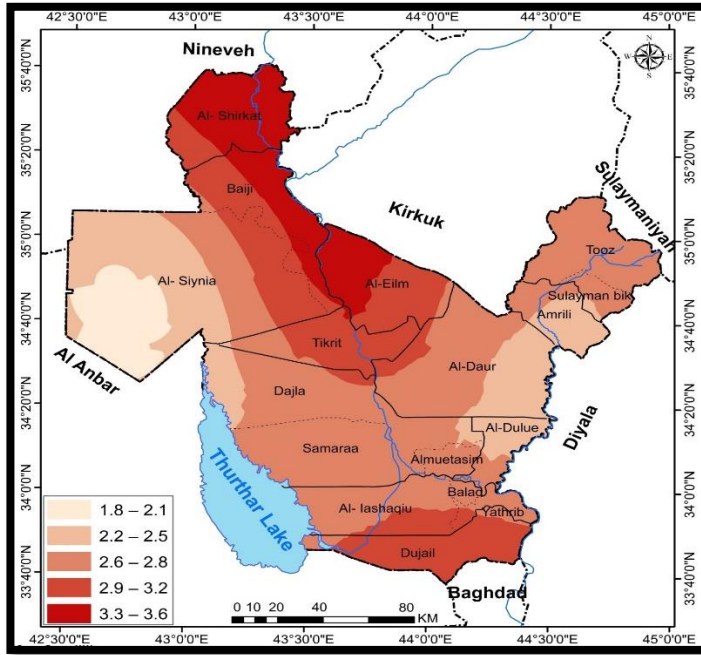 42°30'0"E 43°0'0"E 43°30'0"E 44°0'0"E 44°30'0"E 45°0'0"E
35°40'0"N
35°20'0"N
35°0'0"N
34°40'0"N
34°20'0"N
34°0'0"N
33°40'0"N
Nineveh
N
W E
S
Al- Shirkat
Baiji
Kirkuk
Sulaymaniyah
Tooz
Al- Siynia
Al-Eilm
Sulayman bik
Amrili
Tikrit
Al Anbar
Al-Daur
Dajla
Diyala
Al-Dulue
Samaraa
Almuetasim
Thurthar Lake
Balad
Yathrib
Al- Iashaqiu
Dujail
Baghdad
1.8 – 2.1
2.2 – 2.5
2.6 – 2.8
2.9 – 3.2
3.3 – 3.6
0 10 20 40 60 80
KM
35°40'0"N
35°20'0"N
35°0'0"N
34°40'0"N
34°20'0"N
34°0'0"N
33°40'0"N
42°30'0"E 43°0'0"E 43°30'0"E 44°0'0"E 44°30'0"E 45°0'0"E